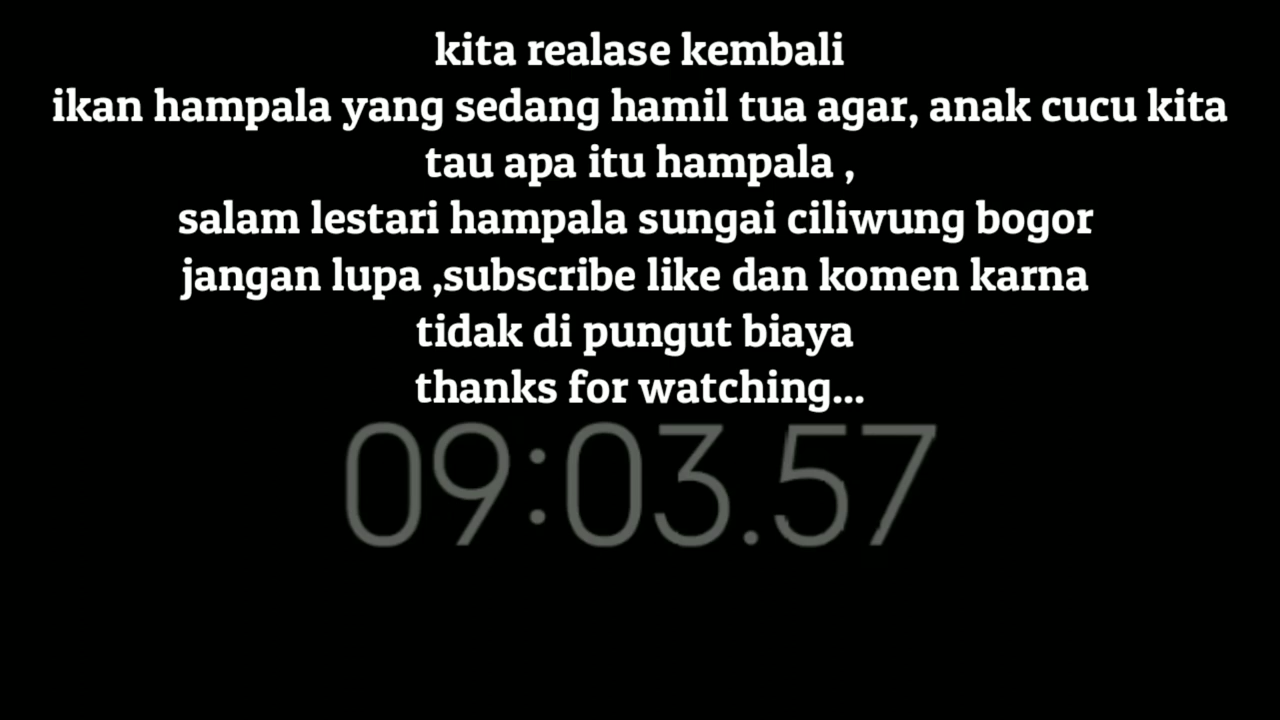 kita realase kembali
ikan hampala yang sedang hamil tua agar, anak cucu kita
tau apa itu hampala ,
salam lestari hampala sungai ciliwung bogor
jangan lupa ,subscribe like dan komen karna
tidak di pungut biaya
thanks for watching...
09:03.57